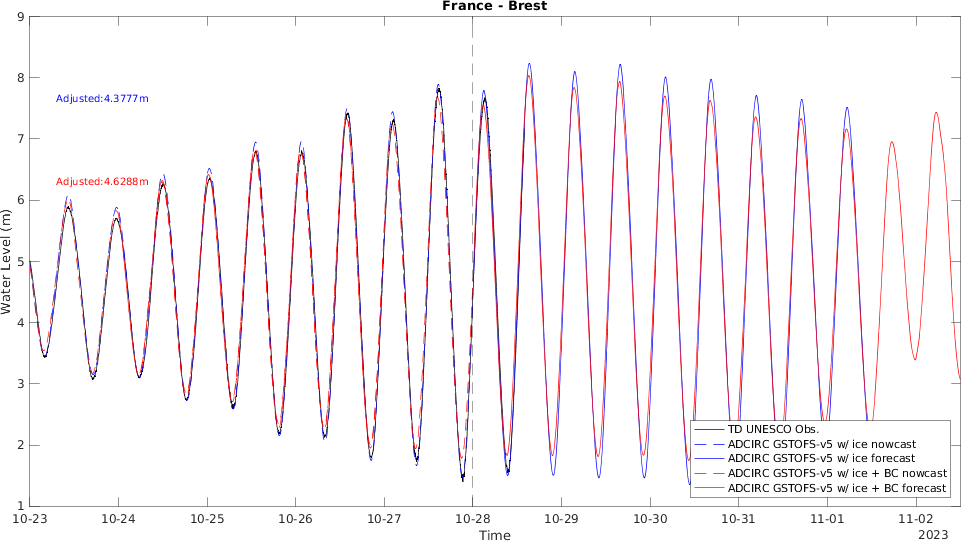 France - Brest
9
8
7
6
5
4
3
2
1
Water Level (m)
Adjusted:4.3777m
Adjusted:4.6288m
TD UNESCO Obs.
ADCIRC GSTOFS-v5 w/ ice nowcast
ADCIRC GSTOFS-v5 w/ ice forecast
ADCIRC GSTOFS-v5 w/ ice + BC nowcast
ADCIRC GSTOFS-v5 w/ ice + BC forecast
10-23 10-24 10-25 10-26 10-27 10-28 10-29 10-30 10-31 11-01 11-02
Time
2023